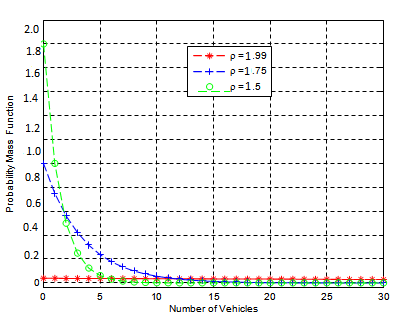 2.0
1.8
1.6
1.4
1.2
1.0
0.8
0.6
0.4
0.2
0
Probability Mass Function
ρ = 1.99
ρ = 1.75
ρ = 1.5
0 5 10 15 20 25 30
Number of Vehicles